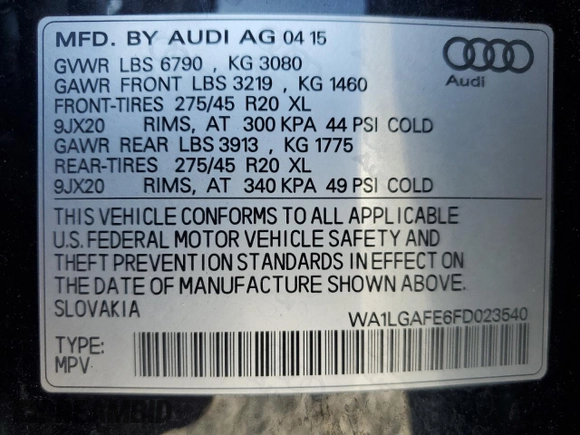 MFD. BY AUDI AG 04 15
GVWR LBS 6790 , KG 3080
GAWR FRONT LBS 3219 , KG 1460
FRONT-TIRES 275/45 R20 XL
9JX20 RIMS, AT 300 KPA 44 PSI COLD
GAWR REAR LBS 3913 , KG 1775
REAR-TIRES 275/45 R20 XL
9JX20 RIMS, AT 340 KPA 49 PSI COLD
Audi
THIS VEHICLE CONFORMS TO ALL APPLICABLE
U.S. FEDERAL MOTOR VEHICLE SAFETY AND
THEFT PREVENTION STANDARDS IN EFFECT ON
THE DATE OF MANUFACTURE SHOWN ABOVE.
SLOVAKIA
WA1LGAFE6FD023540
TYPE:
MPV